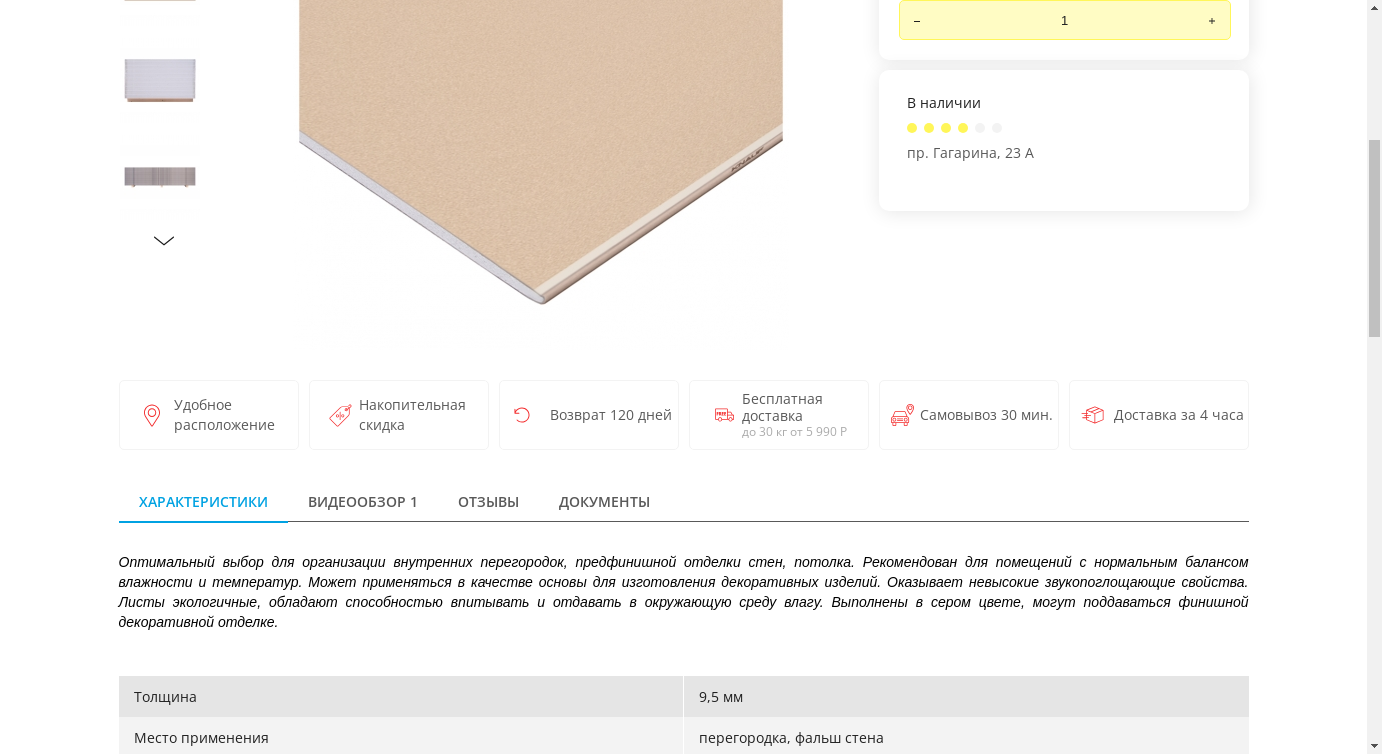 − 1 +
В наличии
пр. Гагарина, 23 А
KNAUF
Удобное
расположение
Накопительная
скидка
Возврат 120 дней
FREE
Бесплатная
доставка
до 30 кг от 5 990 Р
Самовывоз 30 мин.
Доставка за 4 часа
ХАРАКТЕРИСТИКИ ВИДЕООБЗОР 1 ОТЗЫВЫ ДОКУМЕНТЫ
Оптимальный выбор для организации внутренних перегородок, предфинишной отделки стен, потолка. Рекомендован для помещений с нормальным балансом
влажности и температур. Может применяться в качестве основы для изготовления декоративных изделий. Оказывает невысокие звукопоглощающие свойства.
Листы экологичные, обладают способностью впитывать и отдавать в окружающую среду влагу. Выполнены в сером цвете, могут поддаваться финишной
декоративной отделке.
Толщина 9,5 мм
Место применения перегородка, фальш стена